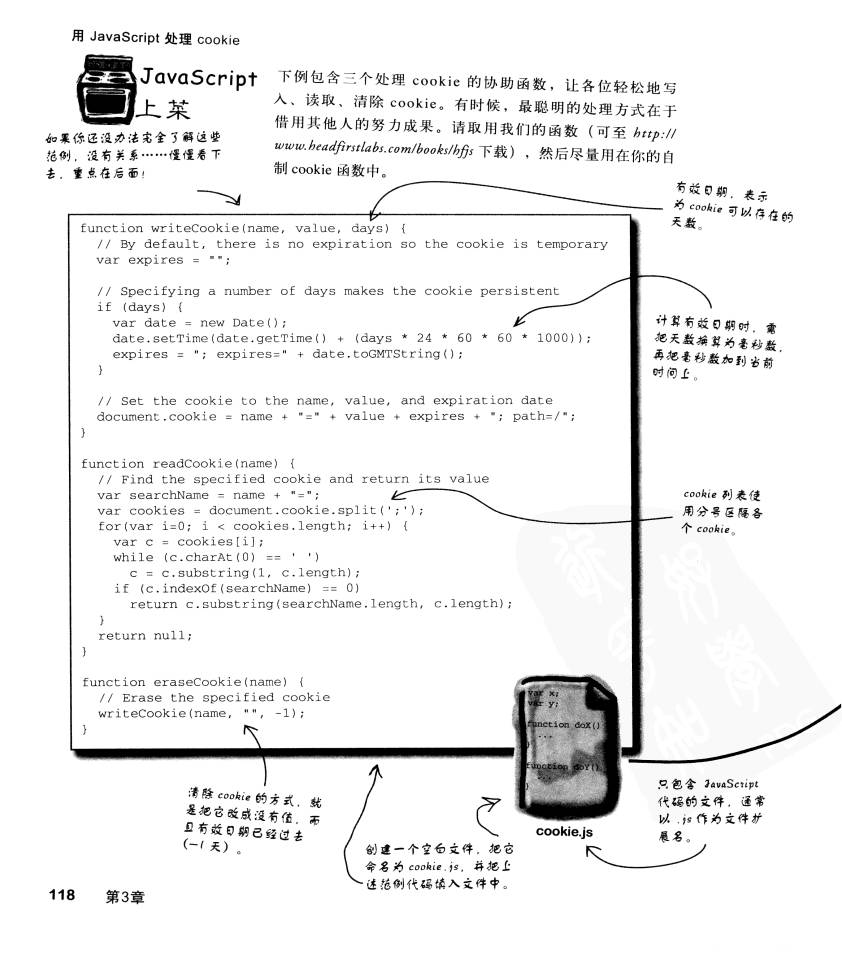 用 JavaScript 处理 cookie
JavaScript
上菜
下例包含三个处理 cookie 的协助函数，让各位轻松地写
入、读取、清除 cookie。有时候，最聪明的处理方式在于
借用其他人的努力成果。请取用我们的函数（可至 http://
www.headfirstlabs.com/books/hfjs 下载），然后尽量用在你的自
制 cookie 函数中。
如果你还没办法完全了解这些
范例，没有关系……慢慢看下
去，重点在后面！
有效日期，表示
为 cookie 可以存在的
天数。
function writeCookie(name, value, days) {
// By default, there is no expiration so the cookie is temporary
var expires = "";
// Specifying a number of days makes the cookie persistent
if (days) {
var date = new Date();
date.setTime(date.getTime() + (days * 24 * 60 * 60 * 1000));
expires = "; expires=" + date.toGMTString();
}
// Set the cookie to the name, value, and expiration date
document.cookie = name + "=" + value + expires + "; path=/";
}
计算有效日期时，需
把天数换算为毫秒数，
再把毫秒数加到当前
时间上。
function readCookie(name) {
// Find the specified cookie and return its value
var searchName = name + "=";
var cookies = document.cookie.split(';');
for(var i=0; i < cookies.length; i++) {
var c = cookies[i];
while (c.charAt(0) == ' ')
c = c.substring(1, c.length);
if (c.indexOf(searchName) == 0)
return c.substring(searchName.length, c.length);
}
return null;
}
cookie 列表使
用分号区隔各
个 cookie。
function eraseCookie(name) {
// Erase the specified cookie
writeCookie(name, "", -1);
}
var x;
var y;
function doX()
...
}
function doY()
...
}
cookie.js
清除 cookie 的方式，就
是把它改成没有值，而
且有效日期已经过去
（-1 天）。
创建一个空白文件，把它
命名为 cookie.js，并把上
述范例代码填入文件中。
只包含 JavaScript
代码的文件，通常
以 .js 作为文件扩
展名。
118 第3章